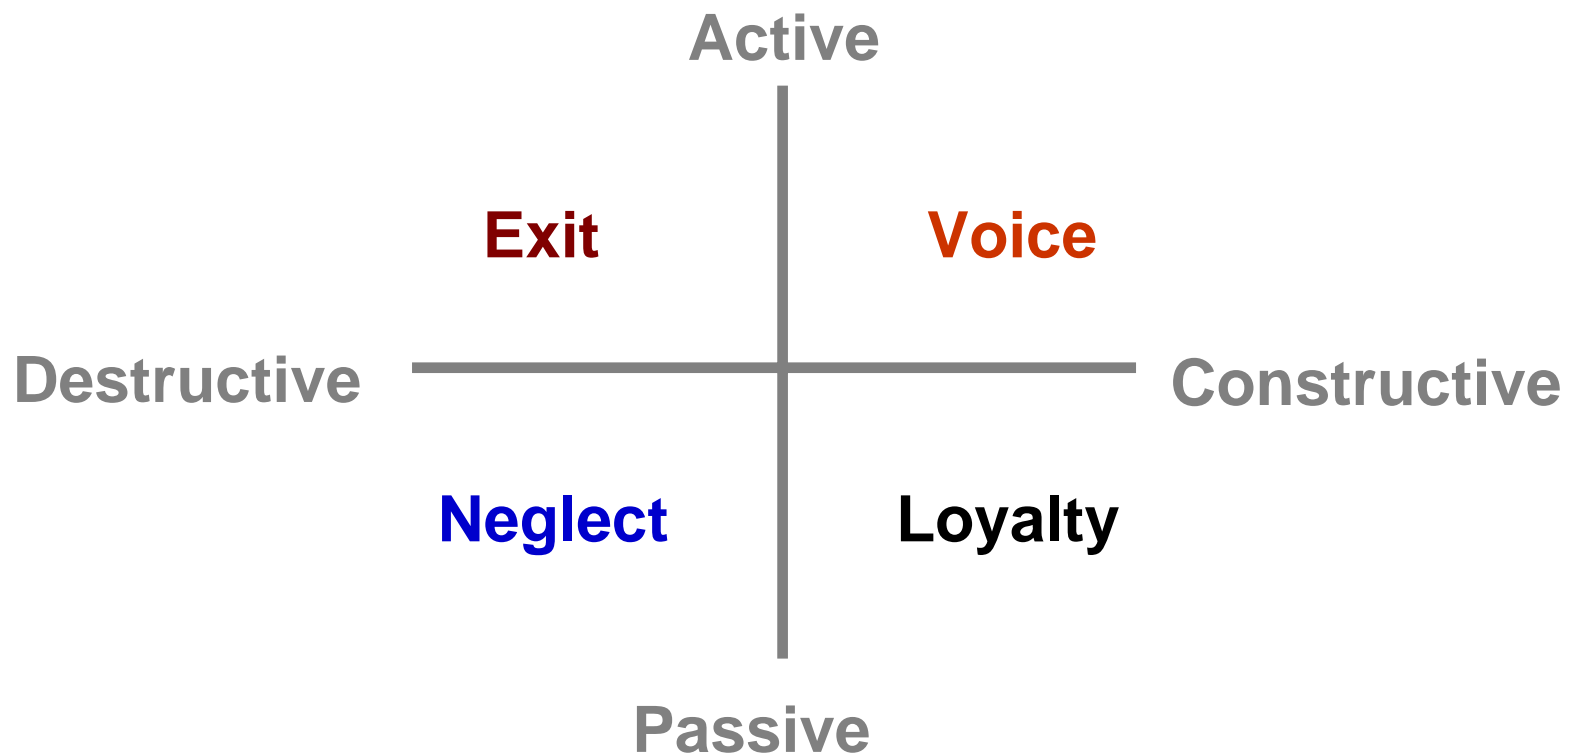 Active
Exit Voice
Destructive Constructive
Neglect Loyalty
Passive